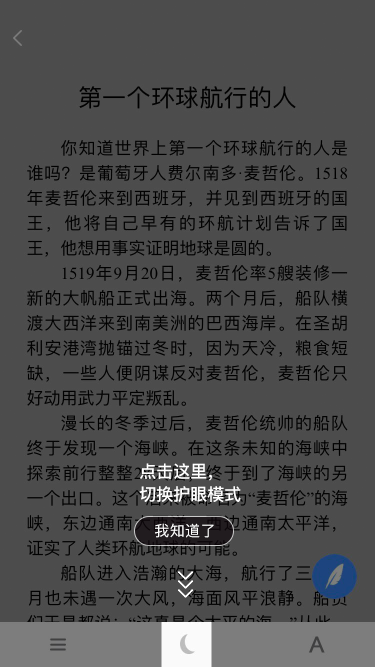 第一个环球航行的人
你知道世界上第一个环球航行的人是
谁吗？是葡萄牙人费尔南多·麦哲伦。1518
年麦哲伦来到西班牙，并见到西班牙的国
王，他将自己早有的环航计划告诉了国
王，他想用事实证明地球是圆的。
1519年9月20日，麦哲伦率5艘装修一
新的大帆船正式出海。两个月后，船队横
渡大西洋来到南美洲的巴西海岸。在圣胡
利安港湾抛锚过冬时，因为天冷，粮食短
缺，一些人便阴谋反对麦哲伦，麦哲伦只
好动用武力平定叛乱。
漫长的冬季过后，麦哲伦统帅的船队
终于发现一个海峡。在这条未知的海峡中
探索前行整整2
终于到了海峡的另
点击这里，
一个出口。这个
“麦哲伦”的海
切换护眼模式
峡，东边通南大
边通南太平洋，
我知道了
证实了人类环航地球的可能。
船队进入浩瀚的大海，航行了三
月也未遇一次大风，海面风平浪静。船员
A